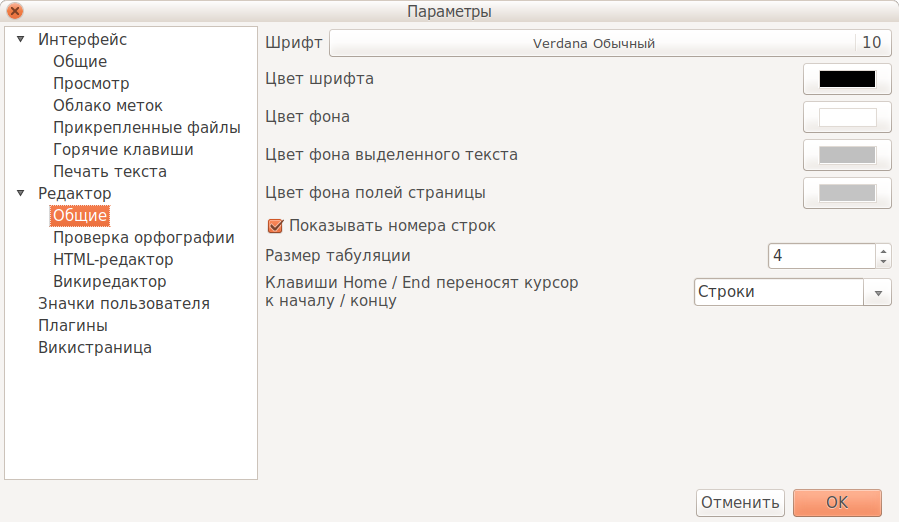 Параметры
Интерфейс
Общие
Просмотр
Облако меток
Прикрепленные файлы
Горячие клавиши
Печать текста
Редактор
Общие
Проверка орфографии
HTML-редактор
Викиредактор
Значки пользователя
Плагины
Викистраница
Шрифт Verdana Обычный 10
Цвет шрифта
Цвет фона
Цвет фона выделенного текста
Цвет фона полей страницы
Показывать номера строк
Размер табуляции 4
Клавиши Home / End переносят курсор
к началу / концу
Строки
Отменить OK